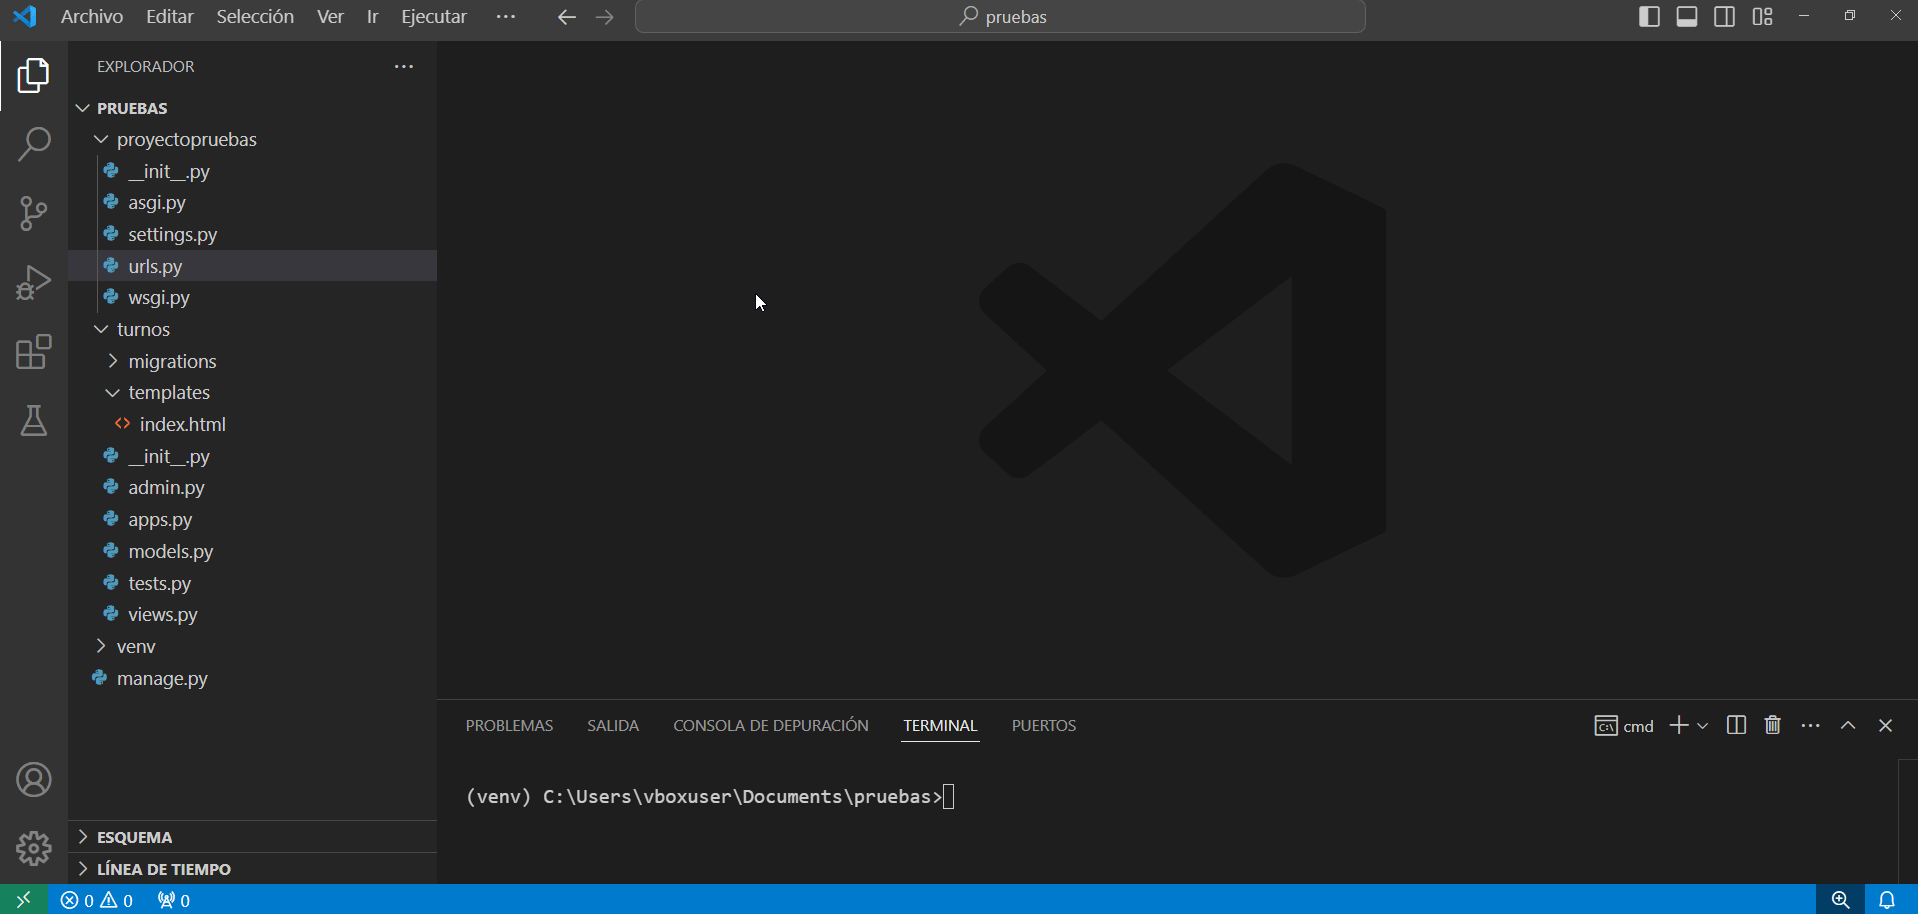 Archivo Editar Selección Ver Ir Ejecutar ··· pruebas
EXPLORADOR
PRUEBAS
proyectopruebas
__init__.py
asgi.py
settings.py
urls.py
wsgi.py
turnos
migrations
templates
index.html
__init__.py
admin.py
apps.py
models.py
tests.py
views.py
venv
manage.py
ESQUEMA
LÍNEA DE TIEMPO
PROBLEMAS SALIDA CONSOLA DE DEPURACIÓN TERMINAL PUERTOS cmd
(venv) C:\Users\vboxuser\Documents\pruebas>
0 0 0